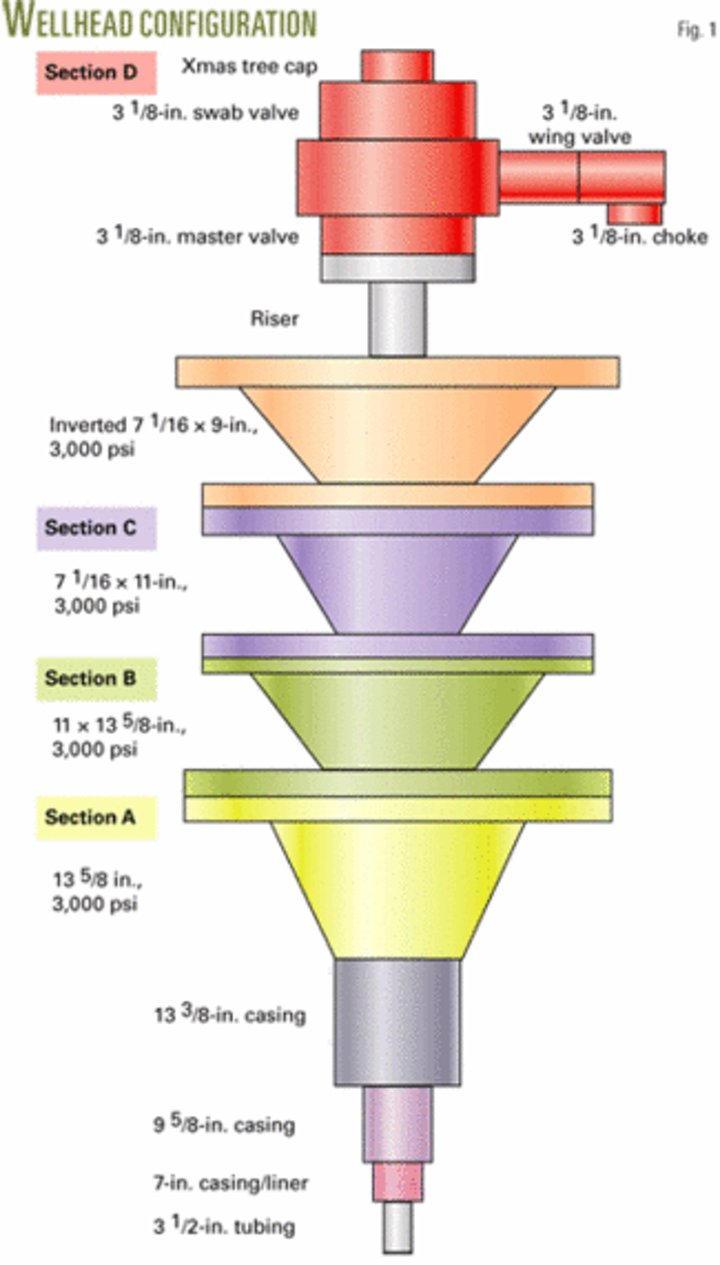 WELLHEAD CONFIGURATION
Fig. 1
Section D
Xmas tree cap
3 1/8-in. swab valve
3 1/8-in.
wing valve
3 1/8-in. master valve
3 1/8-in. choke
Riser
Inverted 7 1/16 × 9-in.,
3,000 psi
Section C
7 1/16 × 11-in.,
3,000 psi
Section B
11 × 13 5/8-in.,
3,000 psi
Section A
13 5/8 in.,
3,000 psi
13 3/8-in. casing
9 5/8-in. casing
7-in. casing/liner
3 1/2-in. tubing